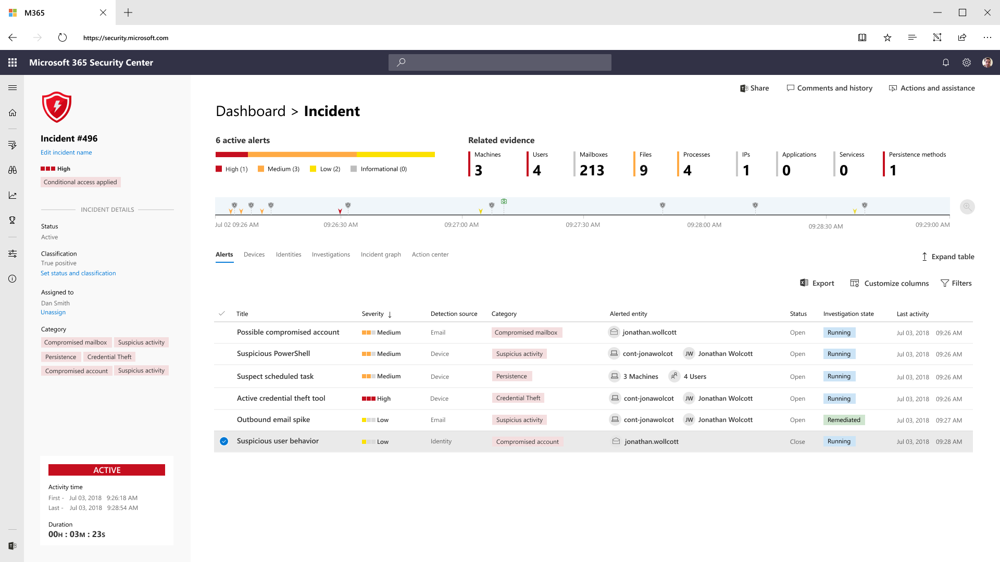 M365
https://security.microsoft.com
Microsoft 365 Security Center
Share
Comments and history
Actions and assistance
Incident #496
Edit incident name
High
Conditional access applied
INCIDENT DETAILS
Status
Active
Classification
True positive
Set status and classification
Assigned to
Dan Smith
Unassign
Category
Compromised mailbox Suspicius activity
Persistence Credential Theft
Compromised account Suspicius activity
ACTIVE
Activity time
First - Jul 03, 2018 9:26:18 AM
Last - Jul 03, 2018 9:28:54 AM
Duration
00H : 03M : 23S
Dashboard > Incident
6 active alerts
High (1) Medium (3) Low (2) Informational (0)
Related evidence
Machines Users Mailboxes Files Processes IPs Applications Servicess Persistence methods
3 4 213 9 4 1 0 0 1
Jul 02 09:26 AM 09:26:30 AM 09:27:00 AM 09:27:30 AM 09:28:00 AM 09:28:30 AM 09:29:00 AM
Alerts Devices Identities Investigations Incident graph Action center
Expand table
Export Customize columns Filters
Title Severity Detection source Category Alerted entity Status Investigation state Last activity
Possible compromised account Medium Email Compromised mailbox jonathan.wollcott Open Running Jul 03, 2018 09:26 AM
Suspicious PowerShell Medium Device Suspicius activity cont-jonawolcot JW Jonathan Wolcott Open Running Jul 03, 2018 09:26 AM
Suspect scheduled task Medium Device Persistence 3 Machines 4 Users Open Running Jul 03, 2018 09:26 AM
Active credential theft tool High Device Credential Theft cont-jonawolcot JW Jonathan Wolcott Open Running Jul 03, 2018 09:26 AM
Outbound email spike Low Email Suspicius activity cont-jonawolcot JW Jonathan Wolcott Open Remediated Jul 03, 2018 09:27 AM
Suspicious user behavior Low Identity Compromised account jonathan.wollcott Close Running Jul 03, 2018 09:28 AM